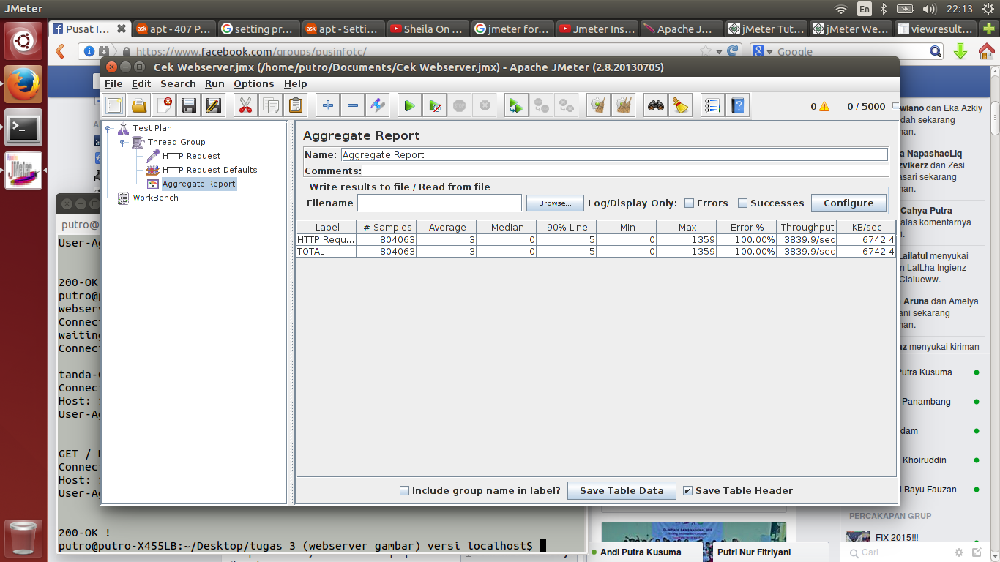 JMeter
En
22:13
Pusat I...
apt - 407 P...
setting pr...
apt - Setti...
Sheila On ...
jmeter for...
Jmeter Ins...
Apache J...
jMeter Tut...
jMeter We...
viewresult...
https://www.facebook.com/groups/pusinfotc/
Google
Cek Webserver.jmx (/home/putro/Documents/Cek Webserver.jmx) - Apache JMeter (2.8.20130705)
File Edit Search Run Options Help
0
0 / 5000
Test Plan
Thread Group
HTTP Request
HTTP Request Defaults
Aggregate Report
WorkBench
Aggregate Report
Name: Aggregate Report
Comments:
Write results to file / Read from file
Filename Browse... Log/Display Only: Errors Successes Configure
Label # Samples Average Median 90% Line Min Max Error % Throughput KB/sec
HTTP Requ... 804063 3 0 5 0 1359 100.00% 3839.9/sec 6742.4
TOTAL 804063 3 0 5 0 1359 100.00% 3839.9/sec 6742.4
Include group name in label? Save Table Data Save Table Header
putro@
User-Ag
200-OK
putro@p
webserv
Connect
waiting
Connect
tanda-
Connect
Host:
User-Ag
GET /
Connect
Host:
User-Ag
200-OK !
putro@putro-X455LB:~/Desktop/tugas 3 (webserver gambar) versi localhost$
wiano dan Eka Azkiy
dah sekarang
man.
a NapashacLiq
zvikerz dan Zesi
asari sekarang
man.
Cahya Putra
alas komentarnya
Lailatul menyukai
n LalLha Ingienz
Clalueww.
Aruna dan Amelya
ani sekarang
man.
az menyukai kiriman
Putra Kusuma
Panambang
dam
Khoiruddin
l Bayu Fauzan
PERCAKAPAN GRUP
FIX 2015!!!
Cari
Andi Putra Kusuma
Putri Nur Fitriyani